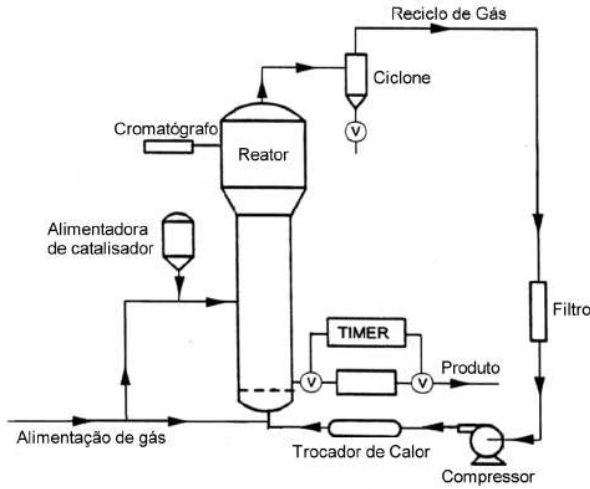 Reciclo de Gás
Ciclone
V
Cromatógrafo
Reator
Alimentadora
de catalisador
Filtro
TIMER
V
V
Produto
Alimentação de gás
Trocador de Calor
Compressor